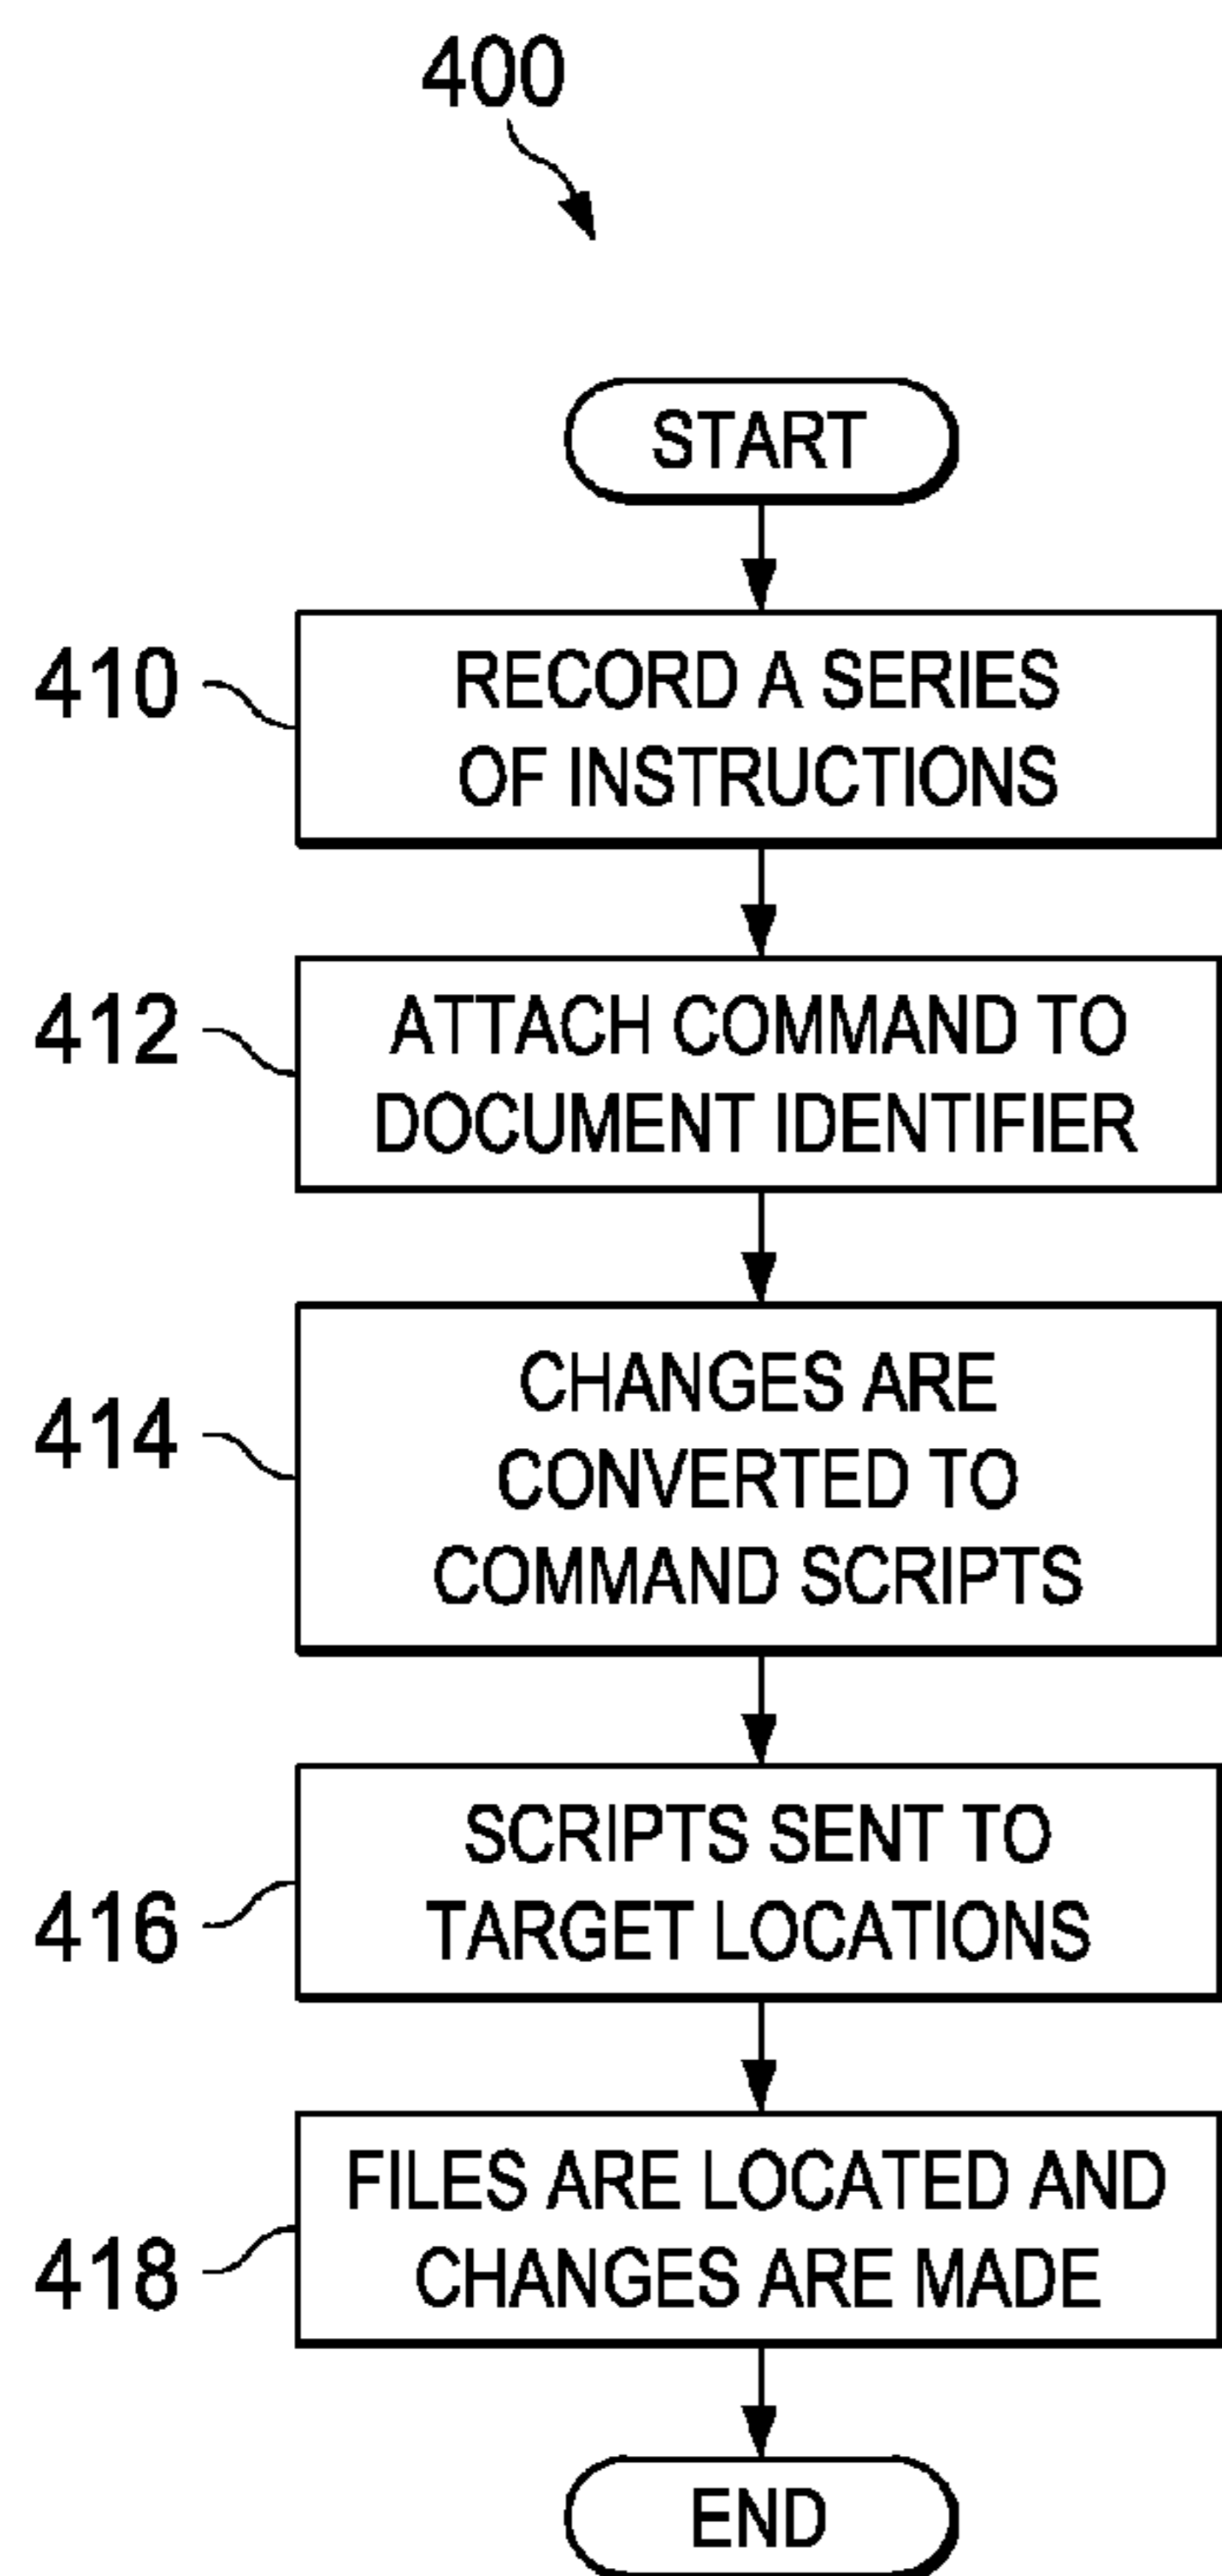 400
START
410
RECORD A SERIES
OF INSTRUCTIONS
412
ATTACH COMMAND TO
DOCUMENT IDENTIFIER
414
CHANGES ARE
CONVERTED TO
COMMAND SCRIPTS
416
SCRIPTS SENT TO
TARGET LOCATIONS
418
FILES ARE LOCATED AND
CHANGES ARE MADE
END